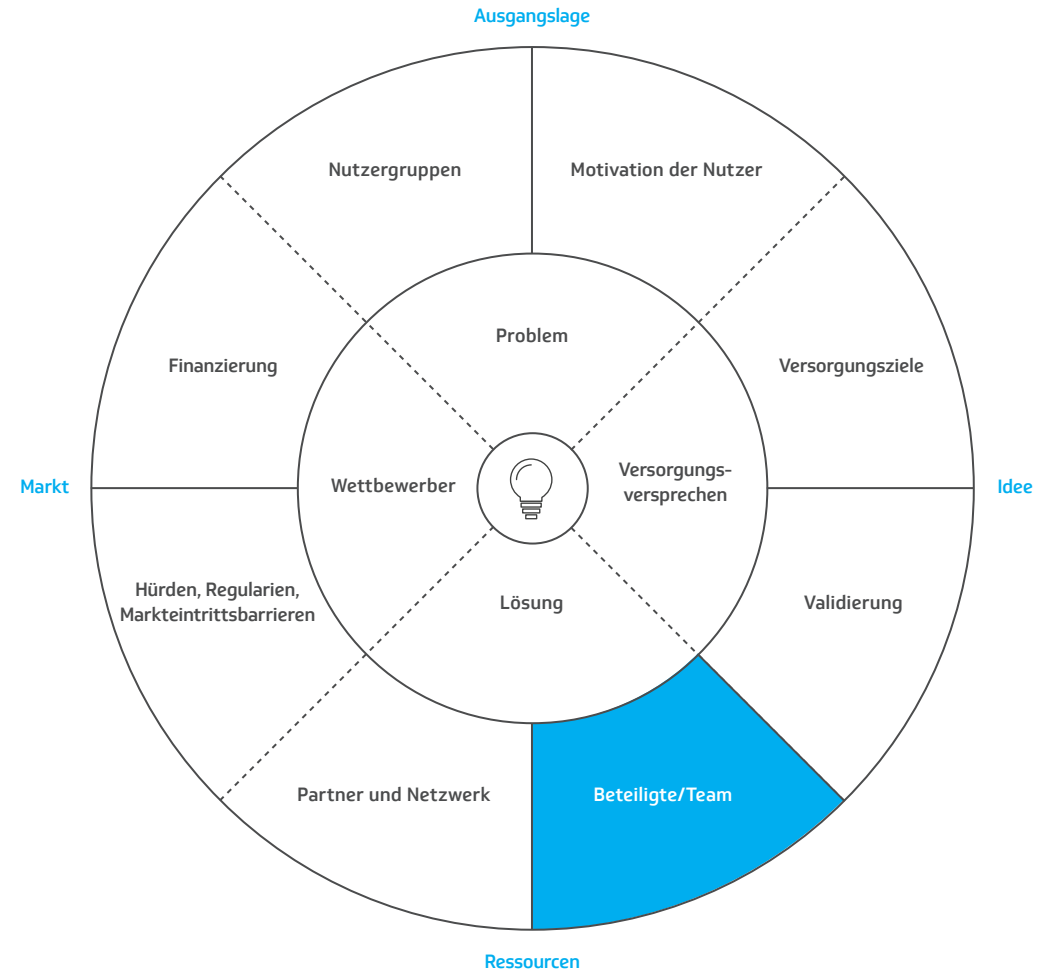 Ausgangslage
Nutzergruppen
Motivation der Nutzer
Problem
Finanzierung
Versorgungsziele
Markt
Wettbewerber
Versorgungs-
versprechen
Idee
Hürden, Regularien,
Markteintrittsbarrieren
Lösung
Validierung
Partner und Netzwerk
Beteiligte/Team
Ressourcen